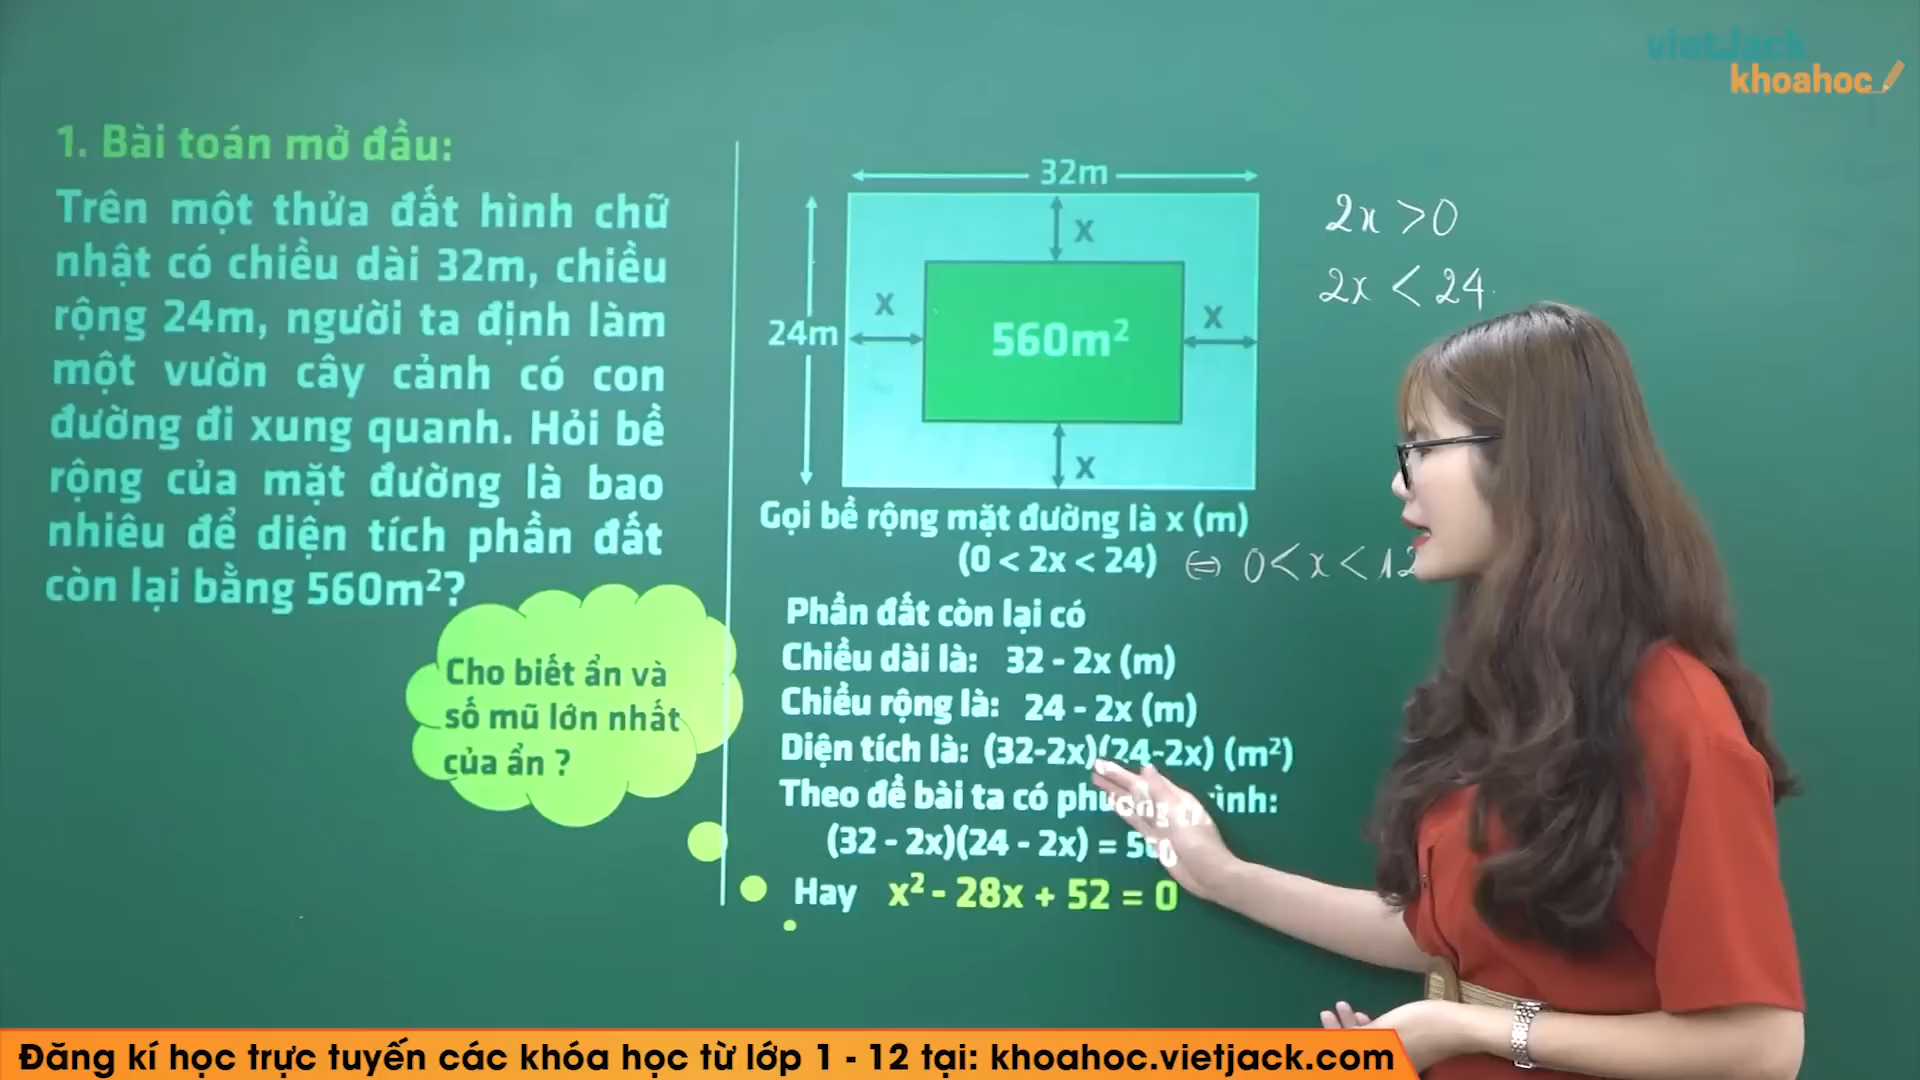 vietJack
khoahoc
1. Bài toán mở đầu:
Trên một thửa đất hình chữ
nhật có chiều dài 32m, chiều
rộng 24m, người ta định làm
một vườn cây cảnh có con
đường đi xung quanh. Hỏi bề
rộng của mặt đường là bao
nhiêu để diện tích phần đất
còn lại bằng 560m²?
Cho biết ẩn và
số mũ lớn nhất
của ẩn ?
32m
x
x
24m
560m²
x
x
2x > 0
2x < 24
Gọi bề rộng mặt đường là x (m)
(0 < 2x < 24) ⇔ 0 < x < 12
Phần đất còn lại có
Chiều dài là: 32 - 2x (m)
Chiều rộng là: 24 - 2x (m)
Diện tích là: (32-2x)(24-2x) (m²)
Theo đề bài ta có phương trình:
(32 - 2x)(24 - 2x) = 560
Hay x² - 28x + 52 = 0
Đăng kí học trực tuyến các khóa học từ lớp 1 - 12 tại: khoahoc.vietjack.com